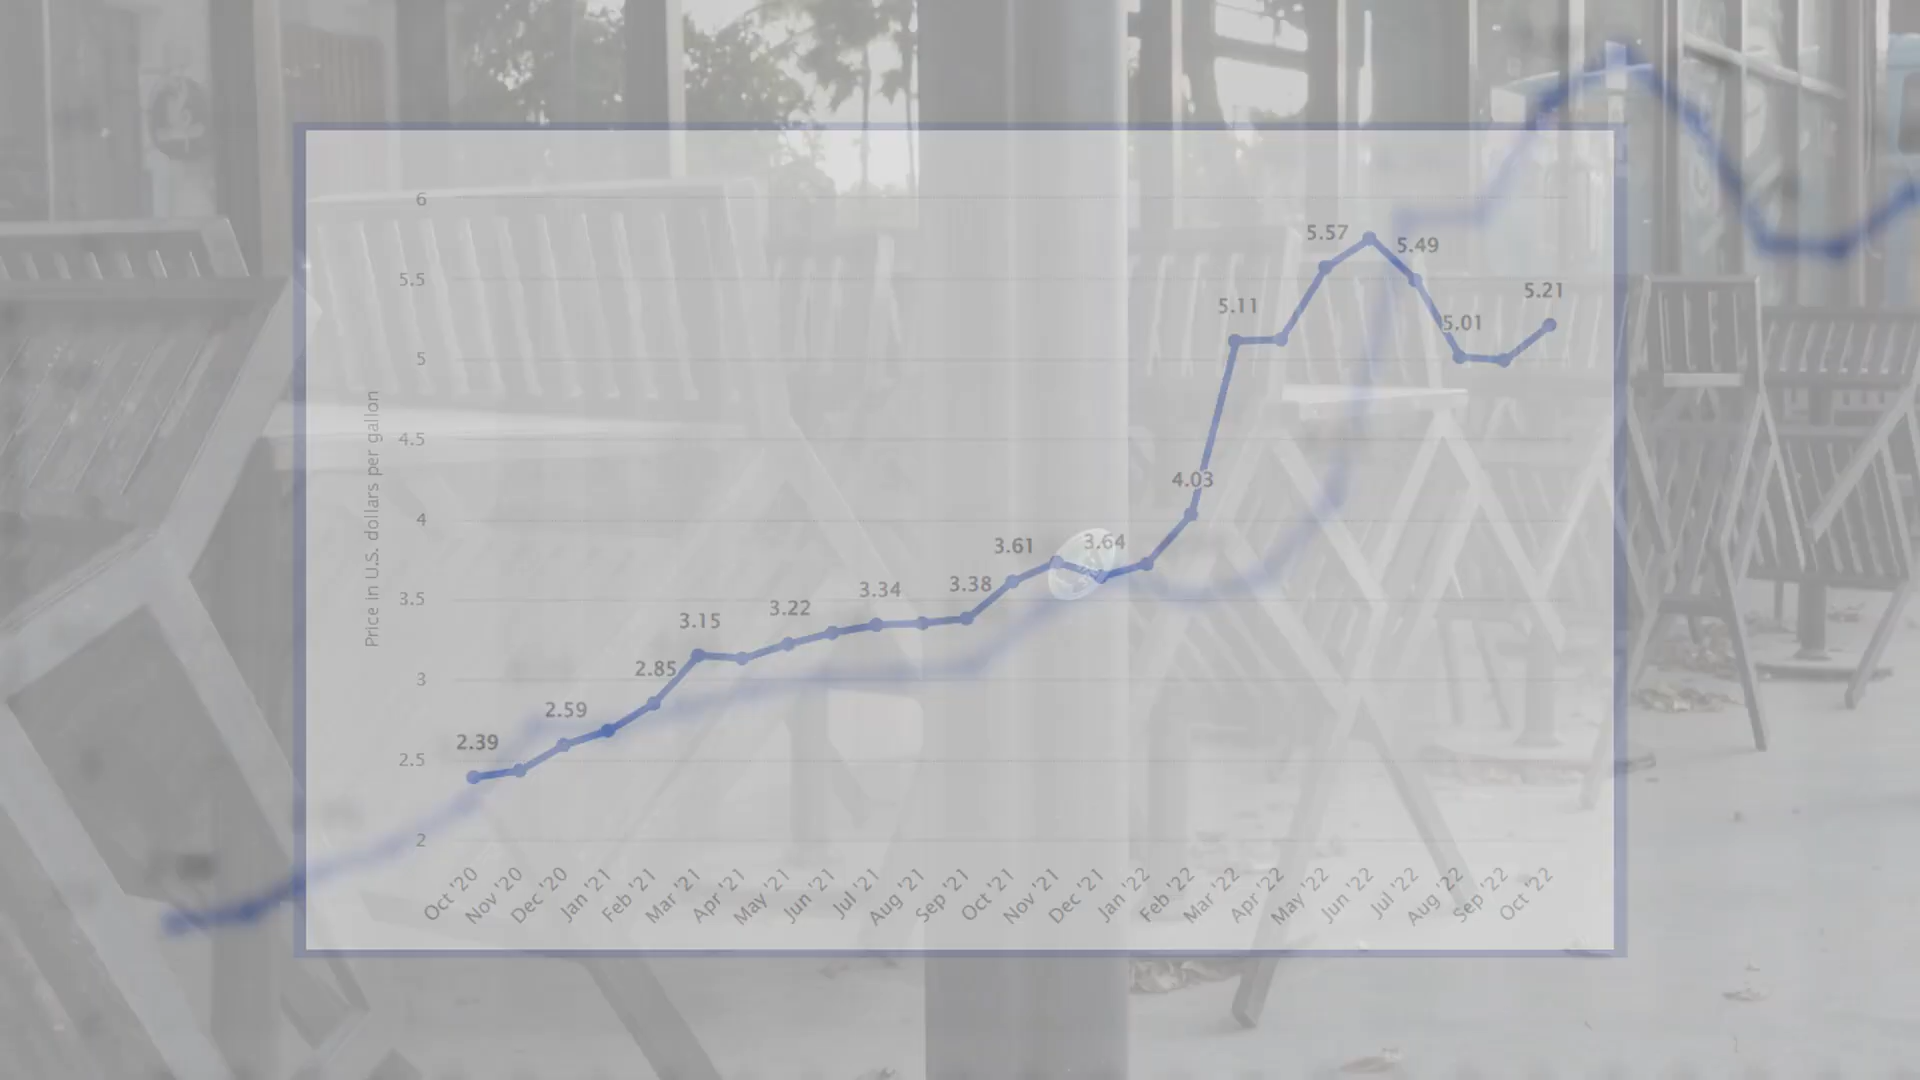 6
5.5
5
4.5
4
3.5
3
2.5
2
Price in U.S. dollars per gallon
2.39
2.59
2.85
3.15
3.22
3.34
3.38
3.61
3.64
4.03
5.11
5.57
5.49
5.01
5.21
Oct '20
Nov '20
Dec '20
Jan '21
Feb '21
Mar '21
Apr '21
May '21
Jun '21
Jul '21
Aug '21
Sep '21
Oct '21
Nov '21
Dec '21
Jan '22
Feb '22
Mar '22
Apr '22
May '22
Jun '22
Jul '22
Aug '22
Sep '22
Oct '22